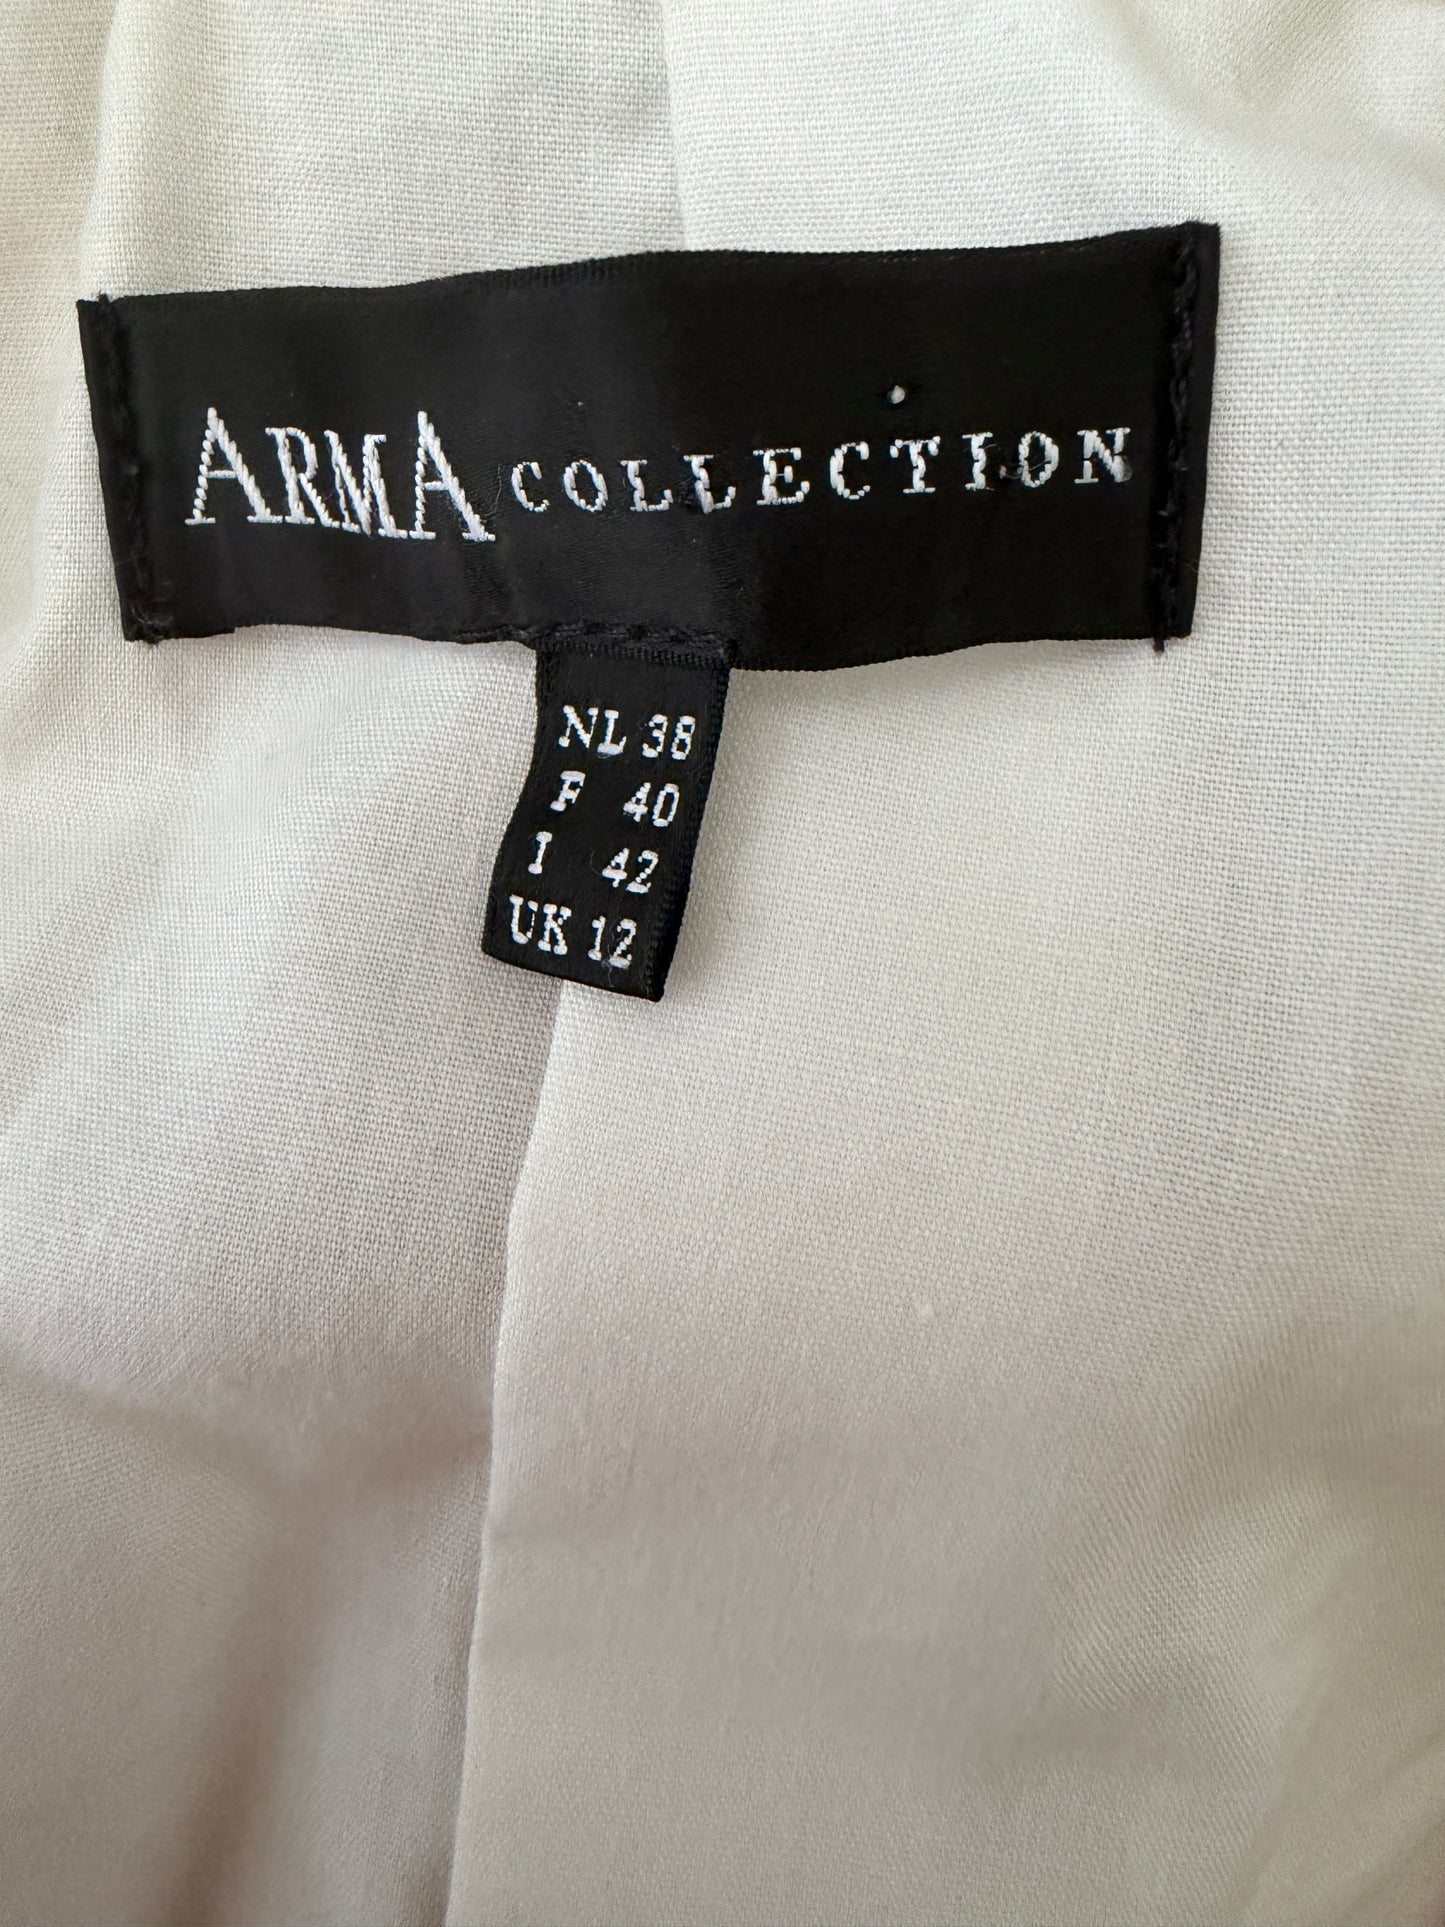 ARMA COLLECTION
NL 38
F 40
I 42
UK 12